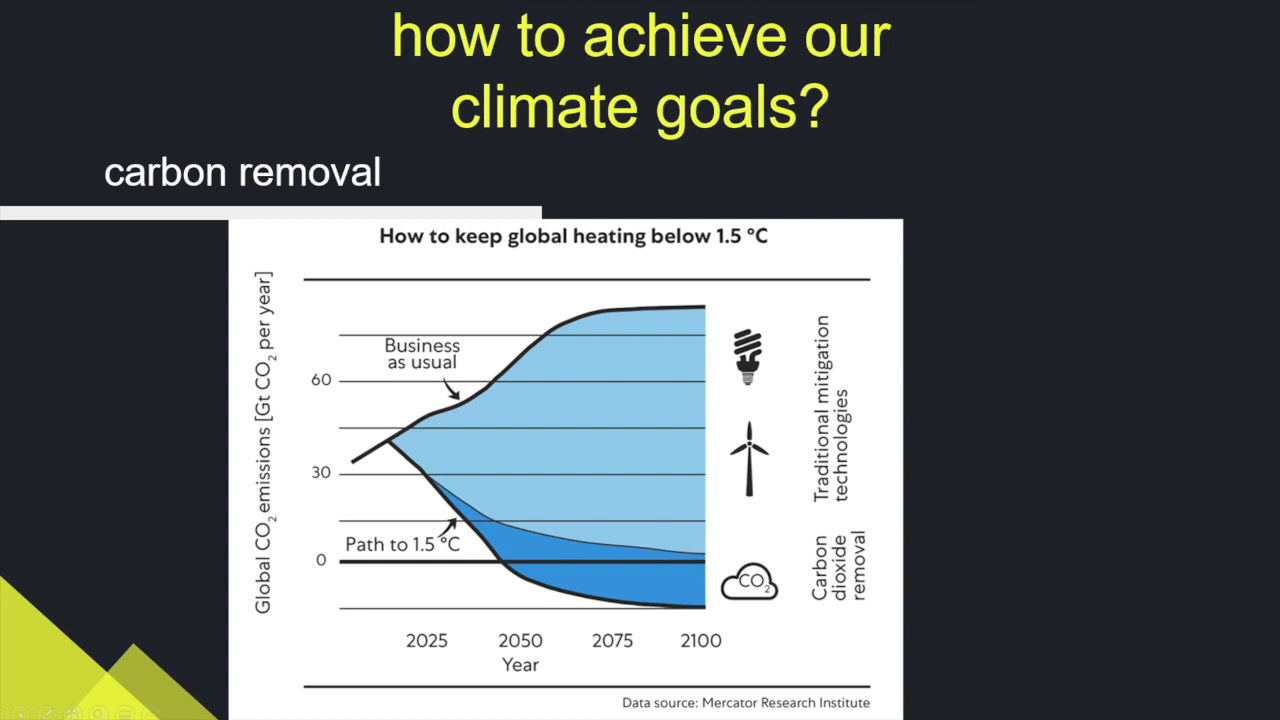 how to achieve our
climate goals?
carbon removal
How to keep global heating below 1.5 °C
Global CO₂ emissions [Gt CO₂ per year]
Business
as usual
60
30
Path to 1.5 °C
0
2025 2050 2075 2100
Year
Traditional mitigation
technologies
CO₂
Carbon
dioxide
removal
Data source: Mercator Research Institute